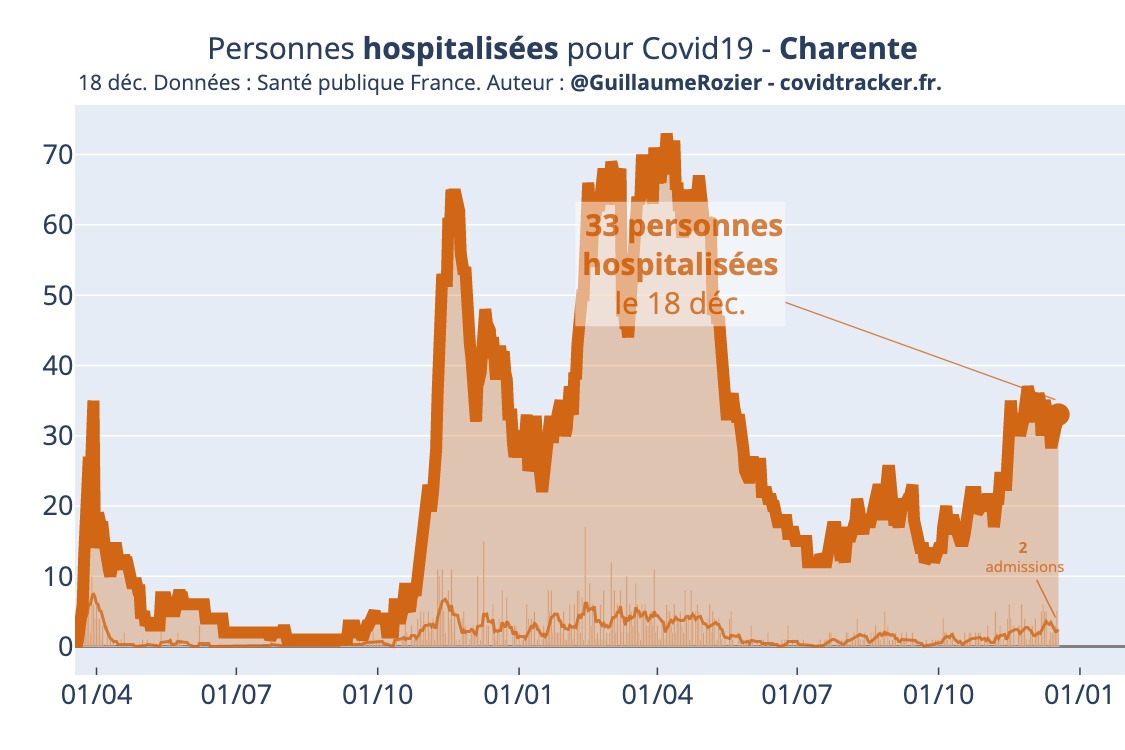 Personnes hospitalisées pour Covid19 - Charente
18 déc. Données : Santé publique France. Auteur : @GuillaumeRozier - covidtracker.fr.
70
60
50
40
30
20
10
0
33 personnes
hospitalisées
le 18 déc.
2
admissions
01/04
01/07
01/10
01/01
01/04
01/07
01/10
01/01